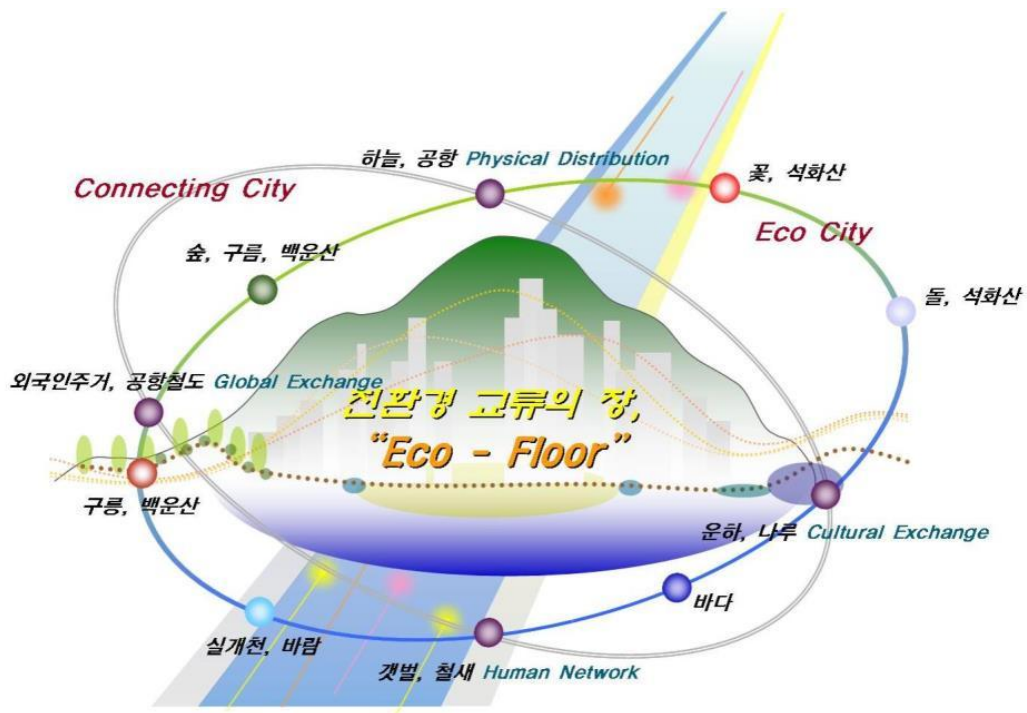 하늘, 공항 Physical Distribution
꽃, 석화산
Connecting City
Eco City
숲, 구름, 백운산
돌, 석화산
외국인주거, 공항철도 Global Exchange
친환경 교류의 장,
“Eco - Floor”
구릉, 백운산
운하, 나루 Cultural Exchange
바다
실개천, 바람
갯벌, 철새 Human Network